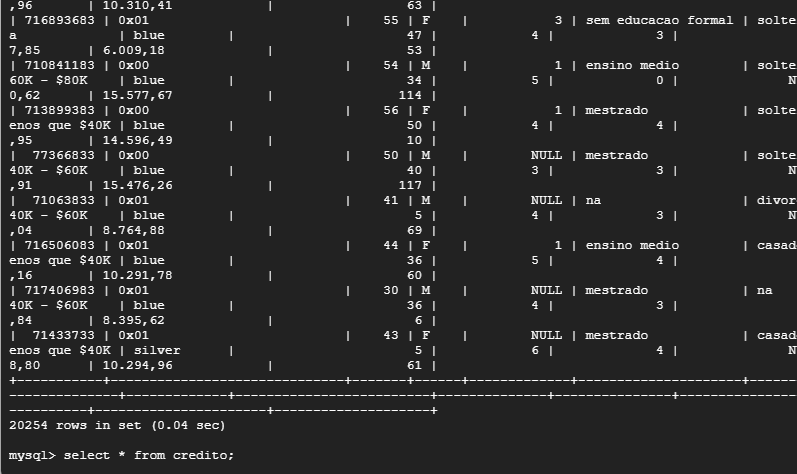 ,96 | 10.310,41 | 63 |
| 716893683 | 0x01 | 55 | F | 3 | sem educacao formal | solte
a | blue | 47 | 4 | 3 |
7,85 | 6.009,18 | 53 |
| 710841183 | 0x00 | 54 | M | 1 | ensino medio | solte
60K - $80K | blue | 34 | 5 | 0 | N
0,62 | 15.577,67 | 114 |
| 713899383 | 0x00 | 56 | F | 1 | mestrado | solte
enos que $40K | blue | 50 | 4 | 4 |
,95 | 14.596,49 | 10 |
| 77366833 | 0x00 | 50 | M | NULL | mestrado | solte
40K - $60K | blue | 40 | 3 | 3 | N
,91 | 15.476,26 | 117 |
| 71063833 | 0x01 | 41 | M | NULL | na | divor
40K - $60K | blue | 5 | 4 | 3 | N
,04 | 8.764,88 | 69 |
| 716506083 | 0x01 | 44 | F | 1 | ensino medio | casad
enos que $40K | blue | 36 | 5 | 4 |
,16 | 10.291,78 | 60 |
| 717406983 | 0x01 | 30 | M | NULL | mestrado | na
40K - $60K | blue | 36 | 4 | 3 |
,84 | 8.395,62 | 6 |
| 71433733 | 0x01 | 43 | F | NULL | mestrado | casad
enos que $40K | silver | 5 | 6 | 4 | N
8,80 | 10.294,96 | 61 |
20254 rows in set (0.04 sec)
mysql> select * from credito;